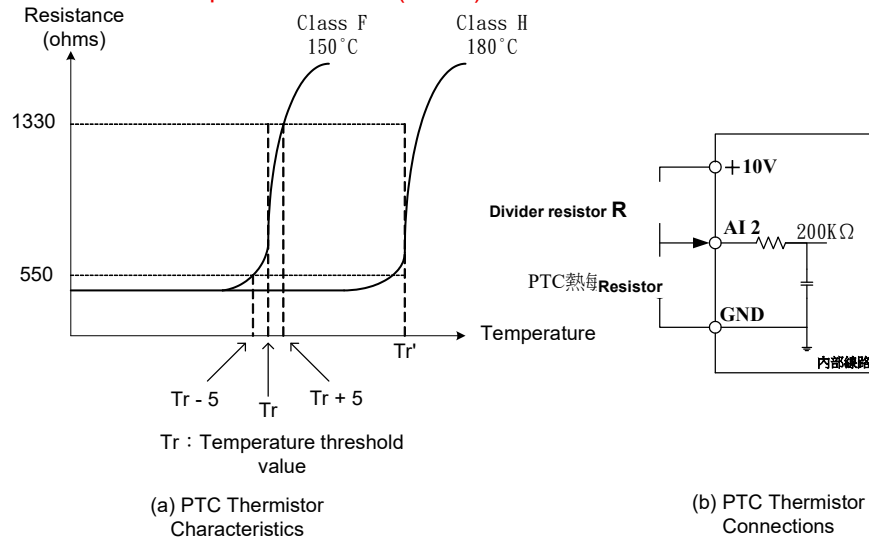 Resistance
(ohms)
Class F
150°C
Class H
180°C
1330
550
Temperature
Tr'
Tr - 5
Tr
Tr + 5
Tr：Temperature threshold
value
(a) PTC Thermistor
Characteristics
+10V
Divider resistor R
AI 2
200KΩ
PTC熱Resistor
GND
內部線路
(b) PTC Thermistor
Connections